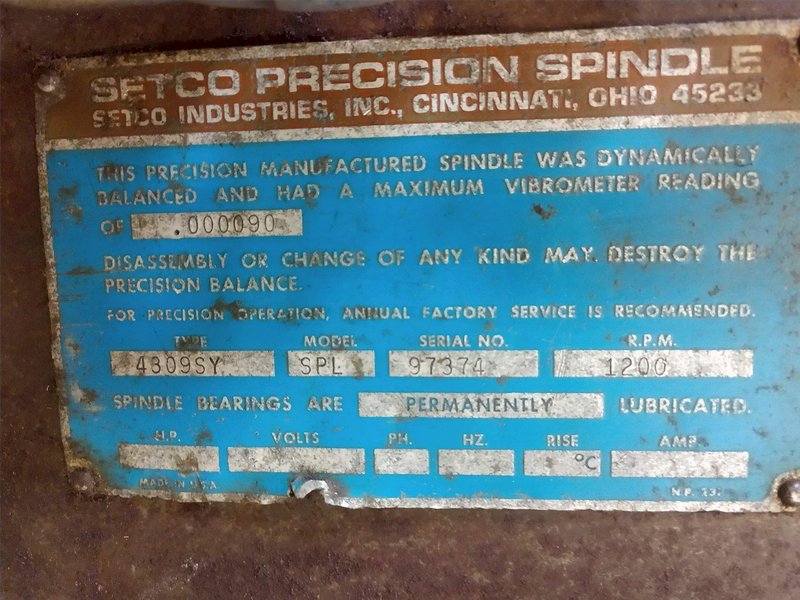 SETCO PRECISION SPINDLE
SETCO INDUSTRIES, INC., CINCINNATI, OHIO 45233
THIS PRECISION MANUFACTURED SPINDLE WAS DYNAMICALLY
BALANCED AND HAD A MAXIMUM VIBROMETER READING
OF .000090
DISASSEMBLY OR CHANGE OF ANY KIND MAY DESTROY THE
PRECISION BALANCE.
FOR PRECISION OPERATION, ANNUAL FACTORY SERVICE IS RECOMMENDED.
TYPE MODEL SERIAL NO. R.P.M.
4309SY SPL 97374 1200
SPINDLE BEARINGS ARE PERMANENTLY LUBRICATED.
H.P. VOLTS PH. HZ. RISE AMP.
°C
MADE IN U.S.A. N.P.